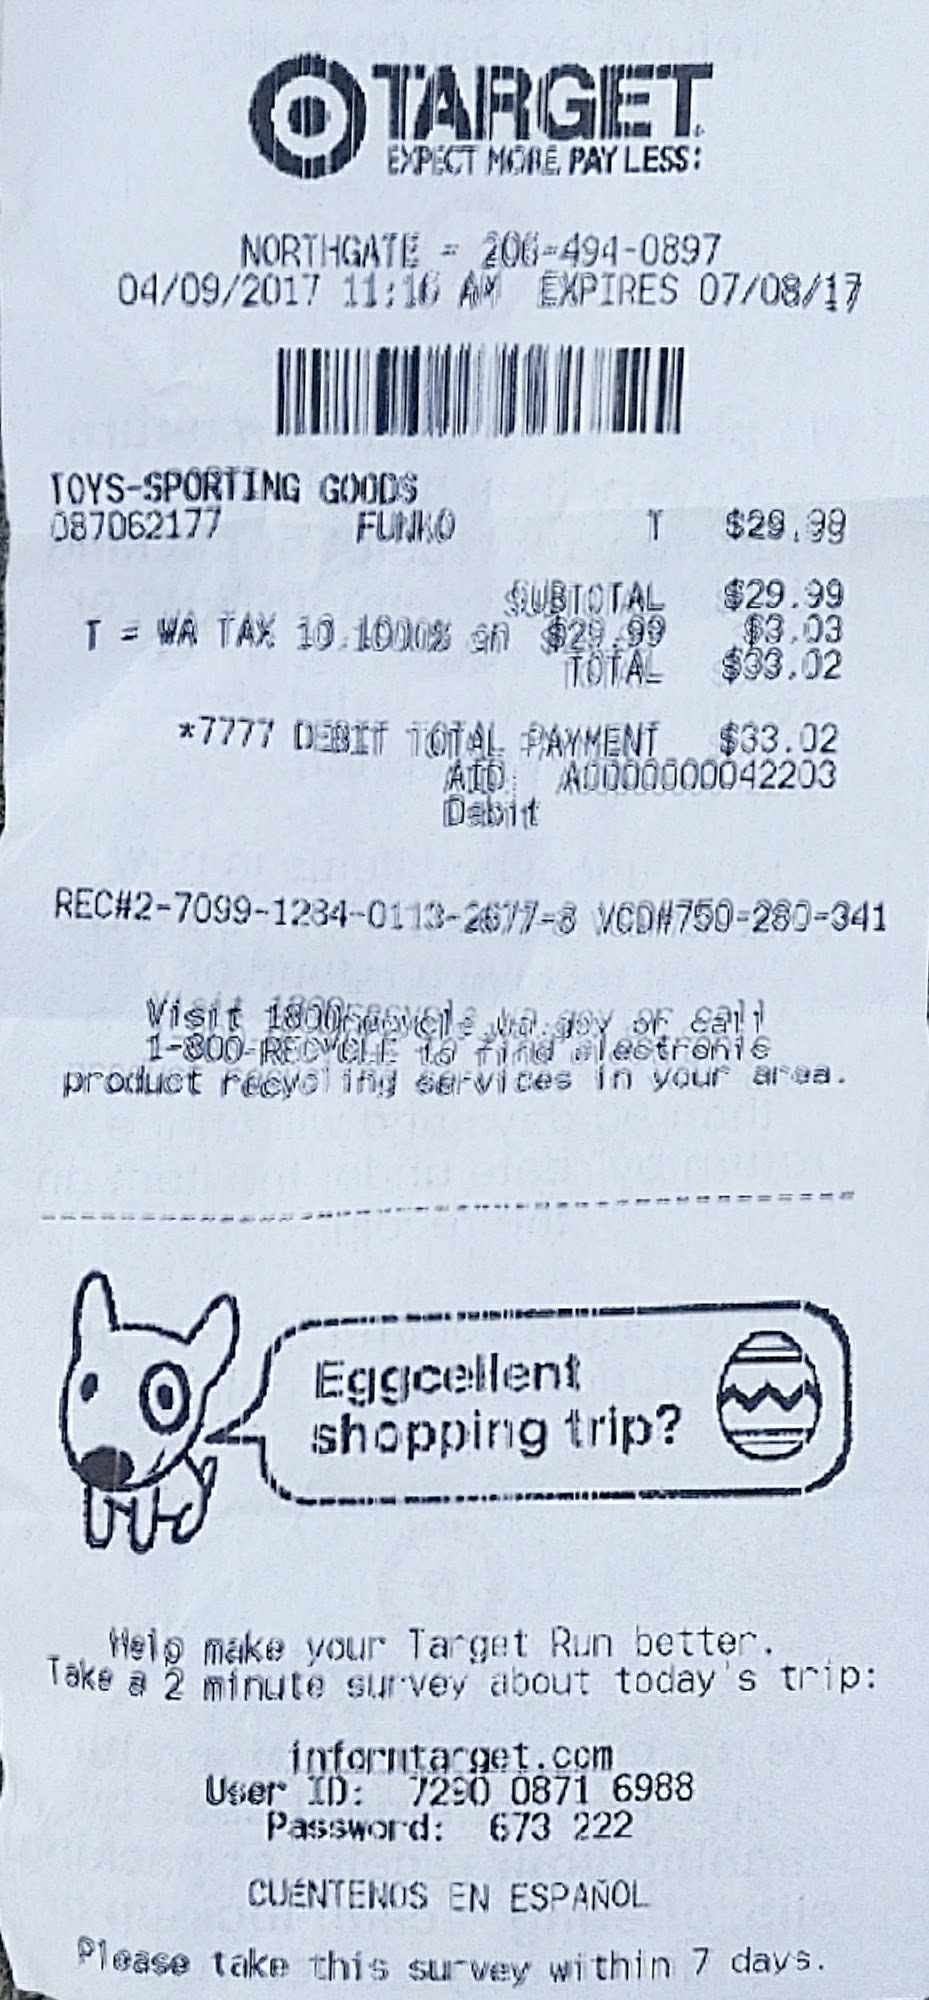 TARGET
EXPECT MORE. PAY LESS.
NORTHGATE - 206-494-0897
04/09/2017 11:16 AM EXPIRES 07/08/17
TOYS-SPORTING GOODS
087062177 FUNKO T $29.99
SUBTOTAL $29.99
T = WA TAX 10.1000% on $29.99 $3.03
TOTAL $33.02
*7777 DEBIT TOTAL PAYMENT $33.02
AID: A0000000042203
Debit
REC#2-7099-1284-0113-2677-8 VCD#750-280-341
Visit 1800recycle.wa.gov or call
1-800-RECYCLE to find electronic
product recycling services in your area.
Eggcellent
shopping trip?
Help make your Target Run better.
Take a 2 minute survey about today's trip:
informtarget.com
User ID: 7290 0871 6988
Password: 673 222
CUÉNTENOS EN ESPAÑOL
Please take this survey within 7 days.